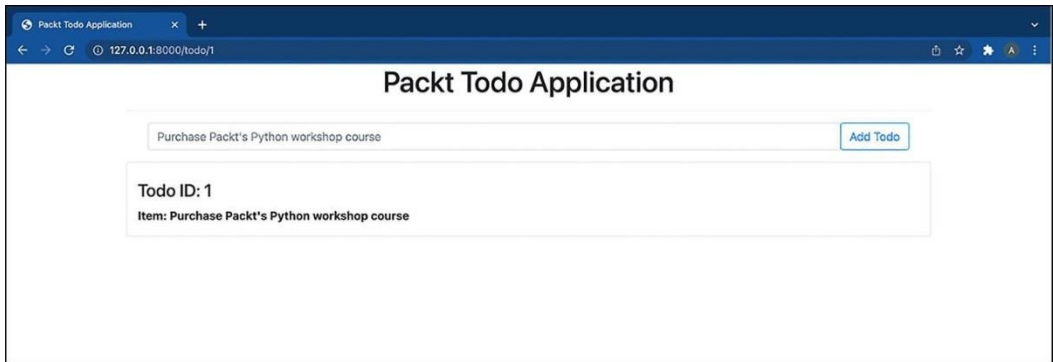 Packt Todo Application
127.0.0.1:8000/todo/1
A
Packt Todo Application
Purchase Packt's Python workshop course
Add Todo
Todo ID: 1
Item: Purchase Packt's Python workshop course